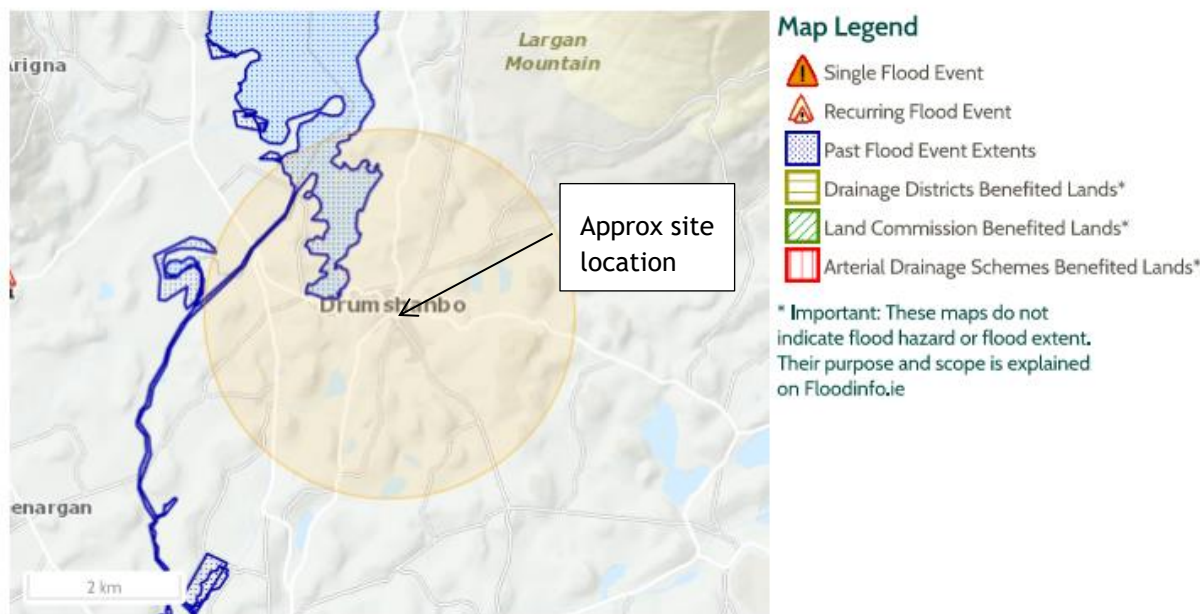 Largan
Mountain
Arigna
Approx site
location
Drumshanbo
enargan
2 km
Map Legend
Single Flood Event
Recurring Flood Event
Past Flood Event Extents
Drainage Districts Benefited Lands*
Land Commission Benefited Lands*
Arterial Drainage Schemes Benefited Lands*
* Important: These maps do not
indicate flood hazard or flood extent.
Their purpose and scope is explained
on Floodinfo.ie